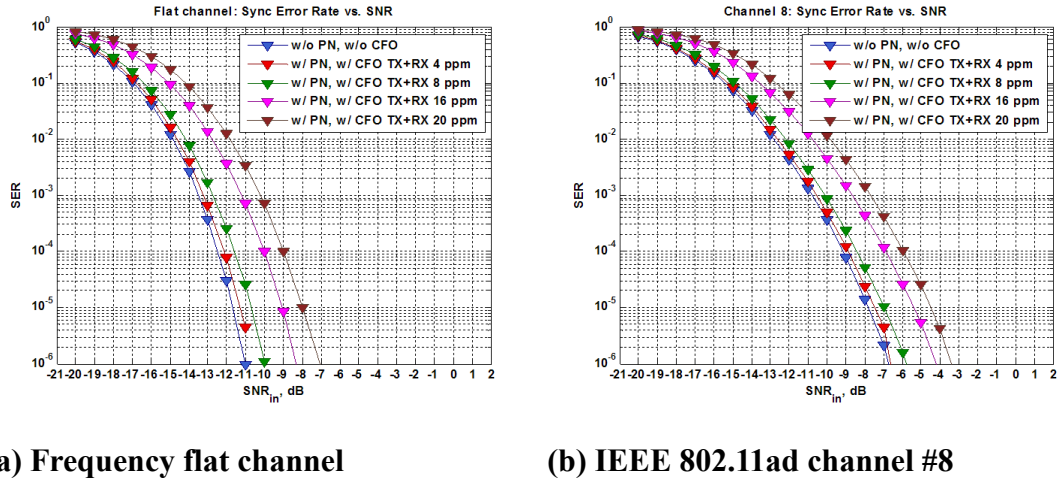 Flat channel: Sync Error Rate vs. SNR
SER
10^0
10^-1
10^-2
10^-3
10^-4
10^-5
10^-6
w/o PN, w/o CFO
w/ PN, w/ CFO TX+RX 4 ppm
w/ PN, w/ CFO TX+RX 8 ppm
w/ PN, w/ CFO TX+RX 16 ppm
w/ PN, w/ CFO TX+RX 20 ppm
-21 -20 -19 -18 -17 -16 -15 -14 -13 -12 -11 -10 -9 -8 -7 -6 -5 -4 -3 -2 -1 0 1 2
SNR_in, dB
Channel 8: Sync Error Rate vs. SNR
SER
10^0
10^-1
10^-2
10^-3
10^-4
10^-5
10^-6
w/o PN, w/o CFO
w/ PN, w/ CFO TX+RX 4 ppm
w/ PN, w/ CFO TX+RX 8 ppm
w/ PN, w/ CFO TX+RX 16 ppm
w/ PN, w/ CFO TX+RX 20 ppm
-21 -20 -19 -18 -17 -16 -15 -14 -13 -12 -11 -10 -9 -8 -7 -6 -5 -4 -3 -2 -1 0 1 2
SNR_in, dB
a) Frequency flat channel
(b) IEEE 802.11ad channel #8